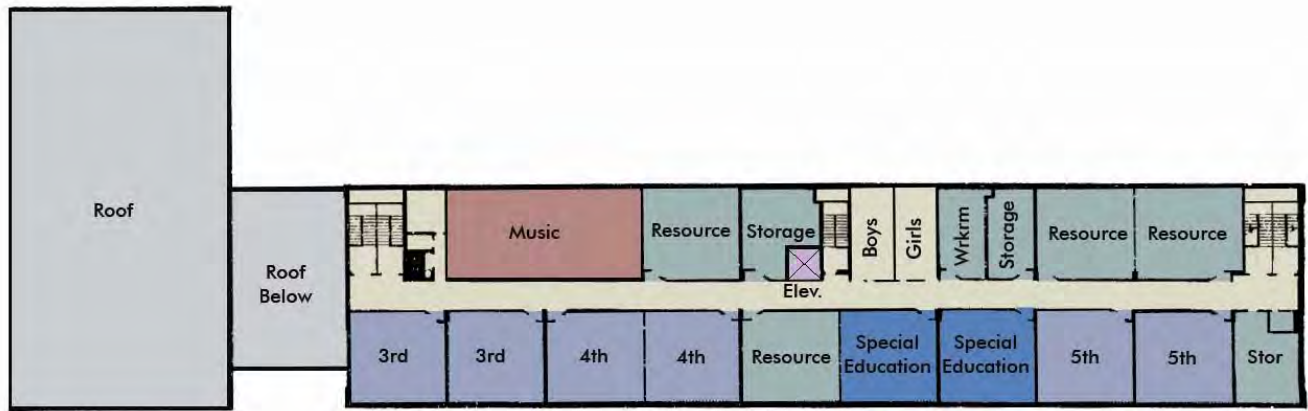 Roof
Roof
Below
Music
Resource
Storage
Elev.
Boys
Girls
Wrkrm
Storage
Resource
Resource
3rd
3rd
4th
4th
Resource
Special
Education
Special
Education
5th
5th
Stor